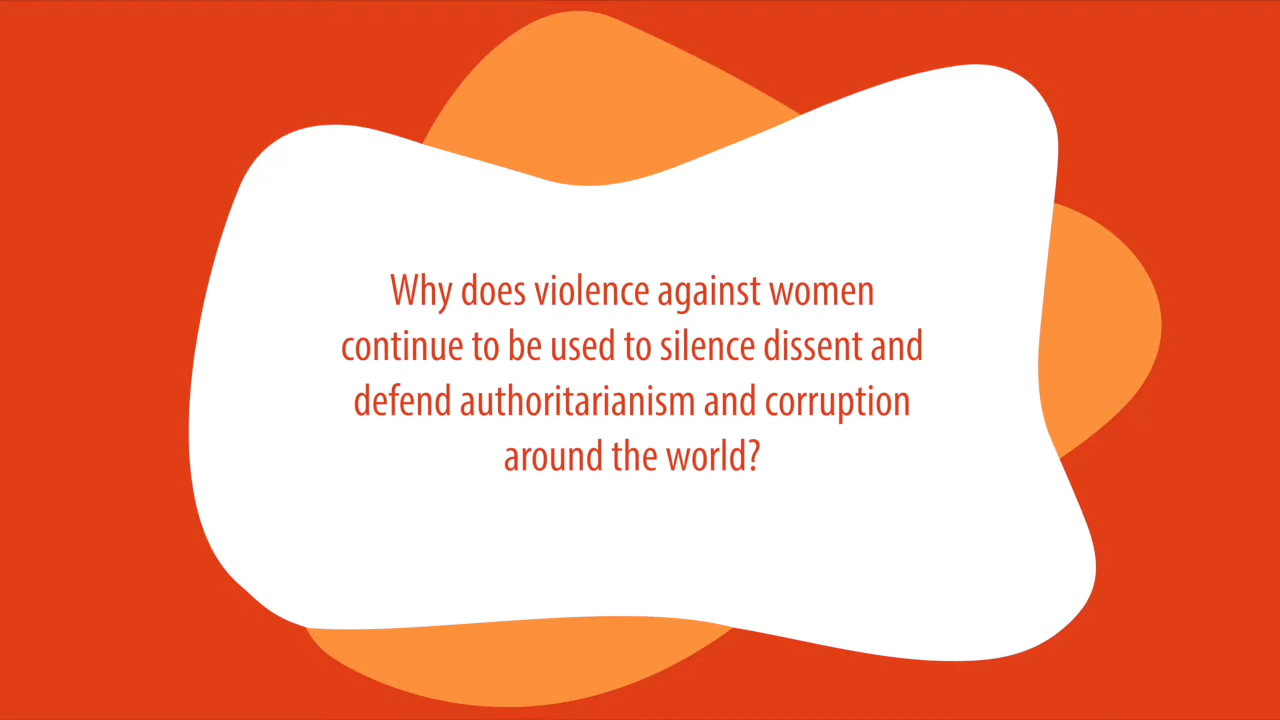 Why does violence against women
continue to be used to silence dissent and
defend authoritarianism and corruption
around the world?